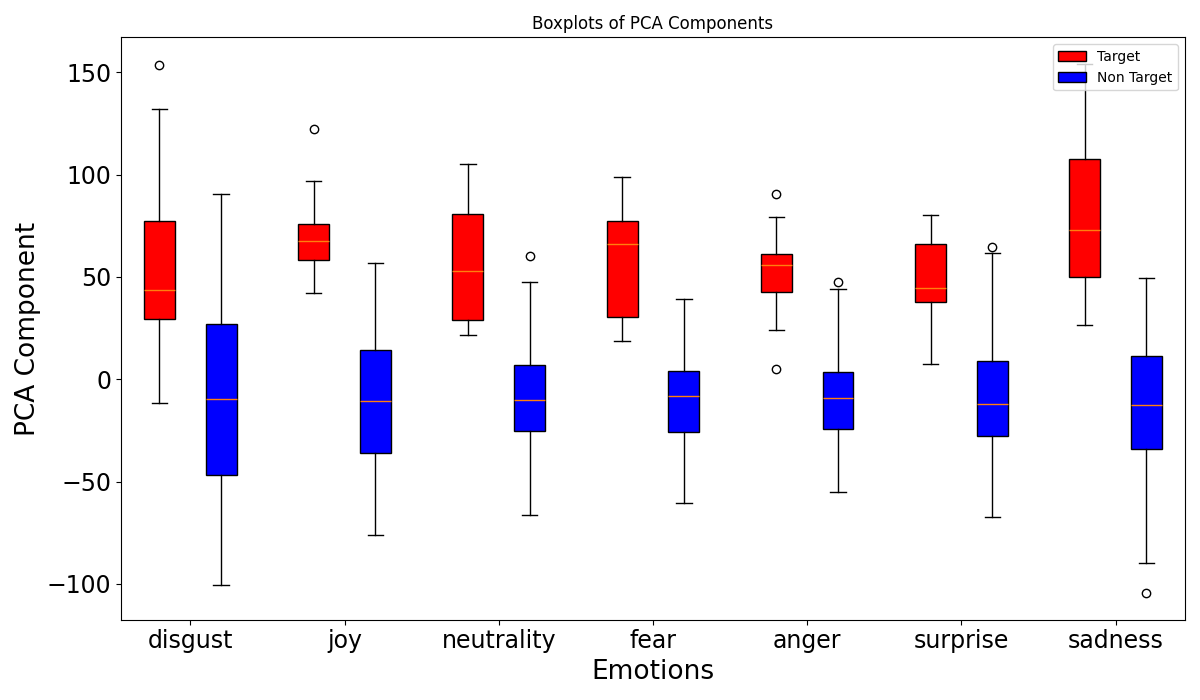 Boxplots of PCA Components
Target
Non Target
PCA Component
150
100
50
0
−50
−100
disgust joy neutrality fear anger surprise sadness
Emotions